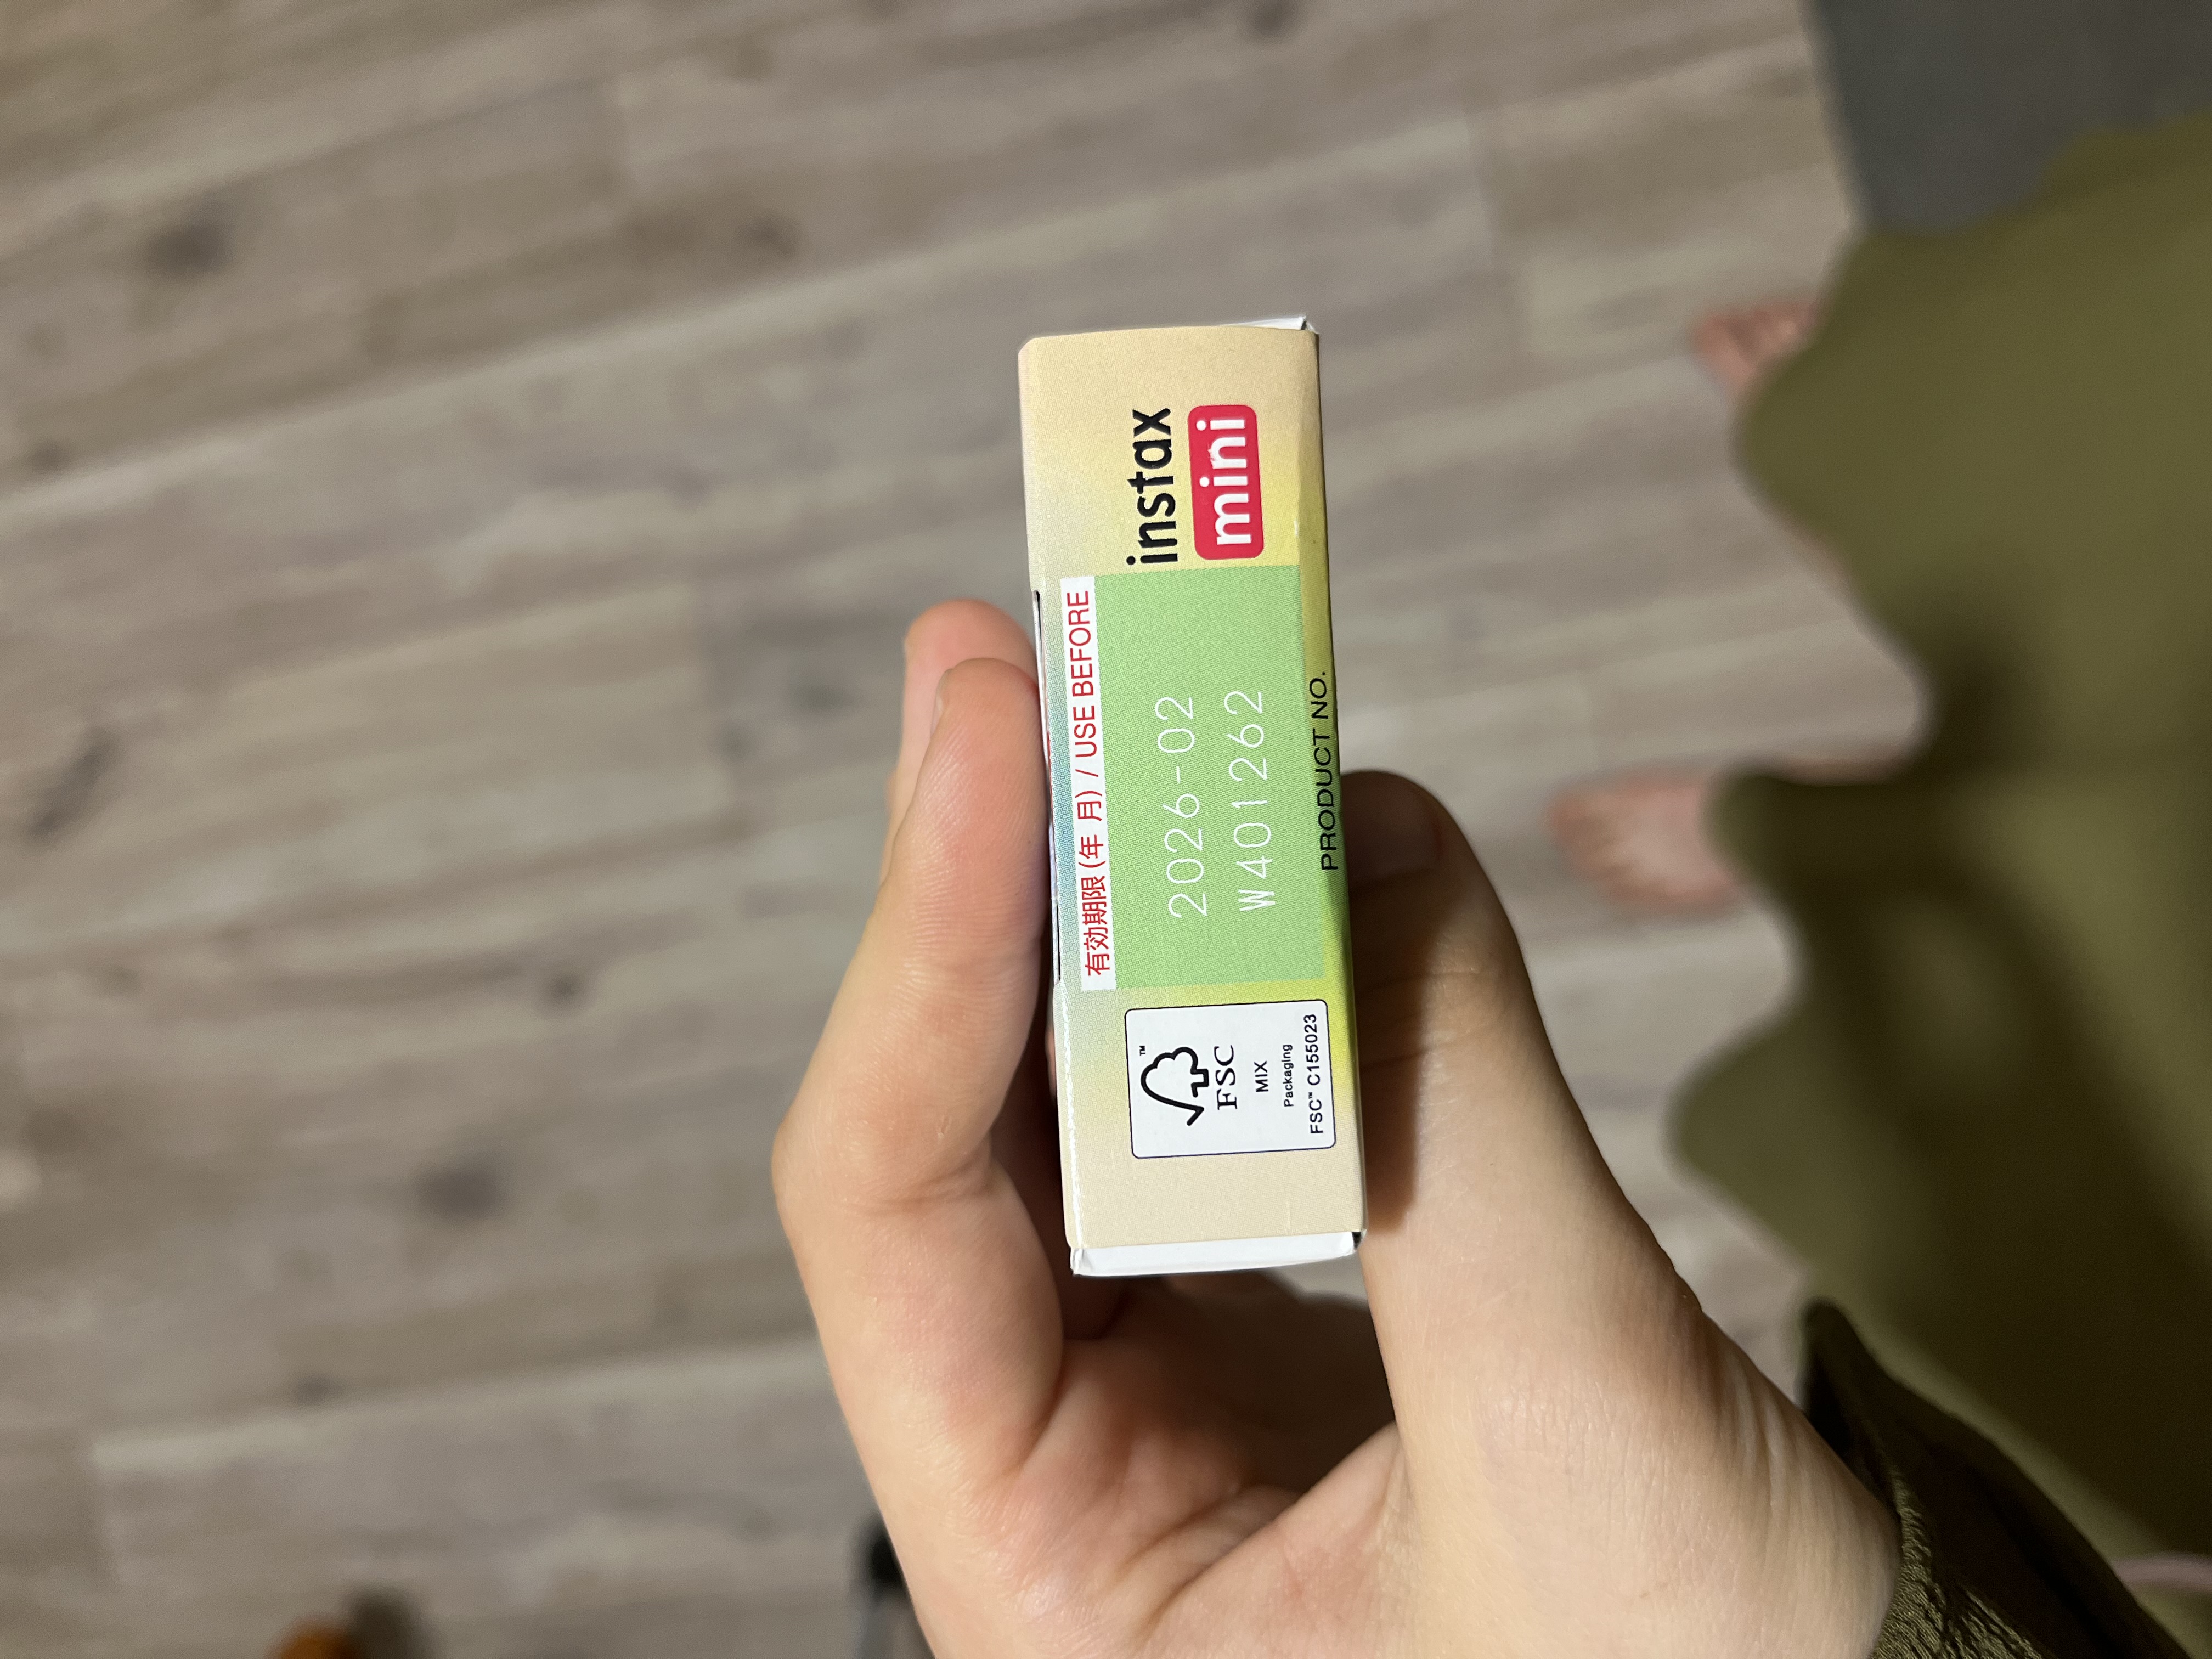 instax
mini
有効期限 (年 月) / USE BEFORE
2026-02
W401262
PRODUCT NO.
™
FSC
MIX
Packaging
FSC™ C155023